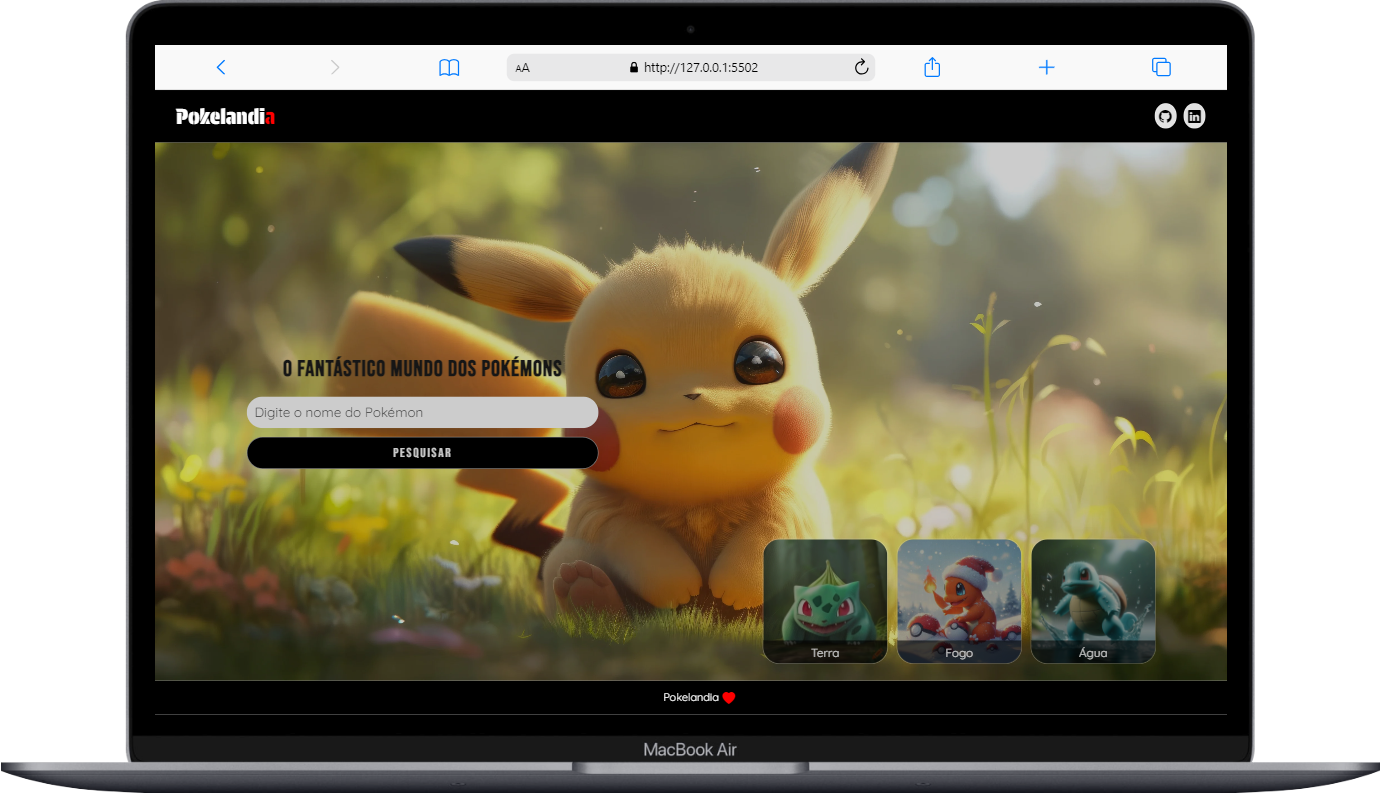 AA
http://127.0.0.1:5502
Pokelandia
in
O FANTÁSTICO MUNDO DOS POKÉMONS
Digite o nome do Pokémon
PESQUISAR
Terra
Fogo
Água
Pokelandia
MacBook Air